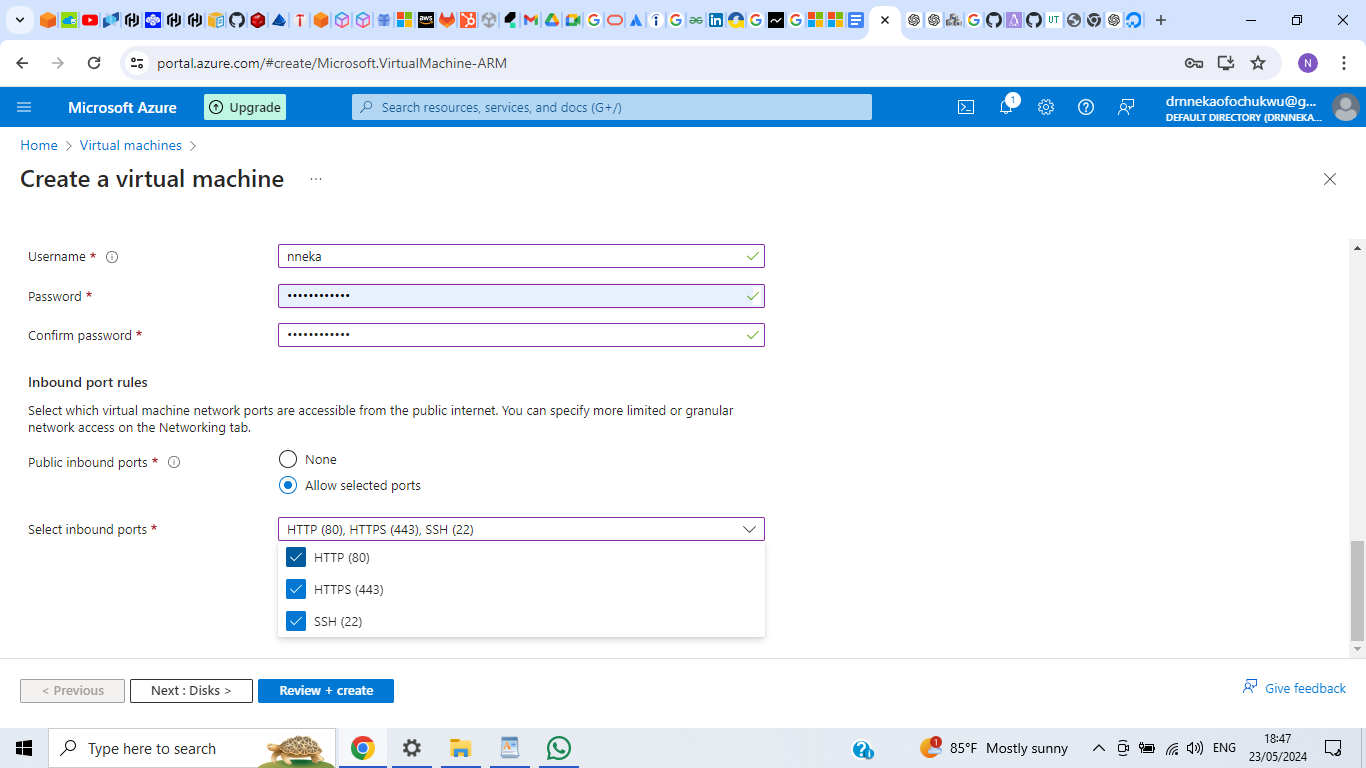 portal.azure.com/#create/Microsoft.VirtualMachine-ARM
N
Microsoft Azure
Upgrade
Search resources, services, and docs (G+/)
1
drnnekaofochukwu@g...
DEFAULT DIRECTORY (DRNNEKA...
Home > Virtual machines >
Create a virtual machine ...
Username *
nneka
Password *
••••••••••••
Confirm password *
••••••••••••
Inbound port rules
Select which virtual machine network ports are accessible from the public internet. You can specify more limited or granular
network access on the Networking tab.
Public inbound ports *
None
Allow selected ports
Select inbound ports *
HTTP (80), HTTPS (443), SSH (22)
HTTP (80)
HTTPS (443)
SSH (22)
< Previous
Next : Disks >
Review + create
Give feedback
Type here to search
1
85°F Mostly sunny
ENG
18:47
23/05/2024